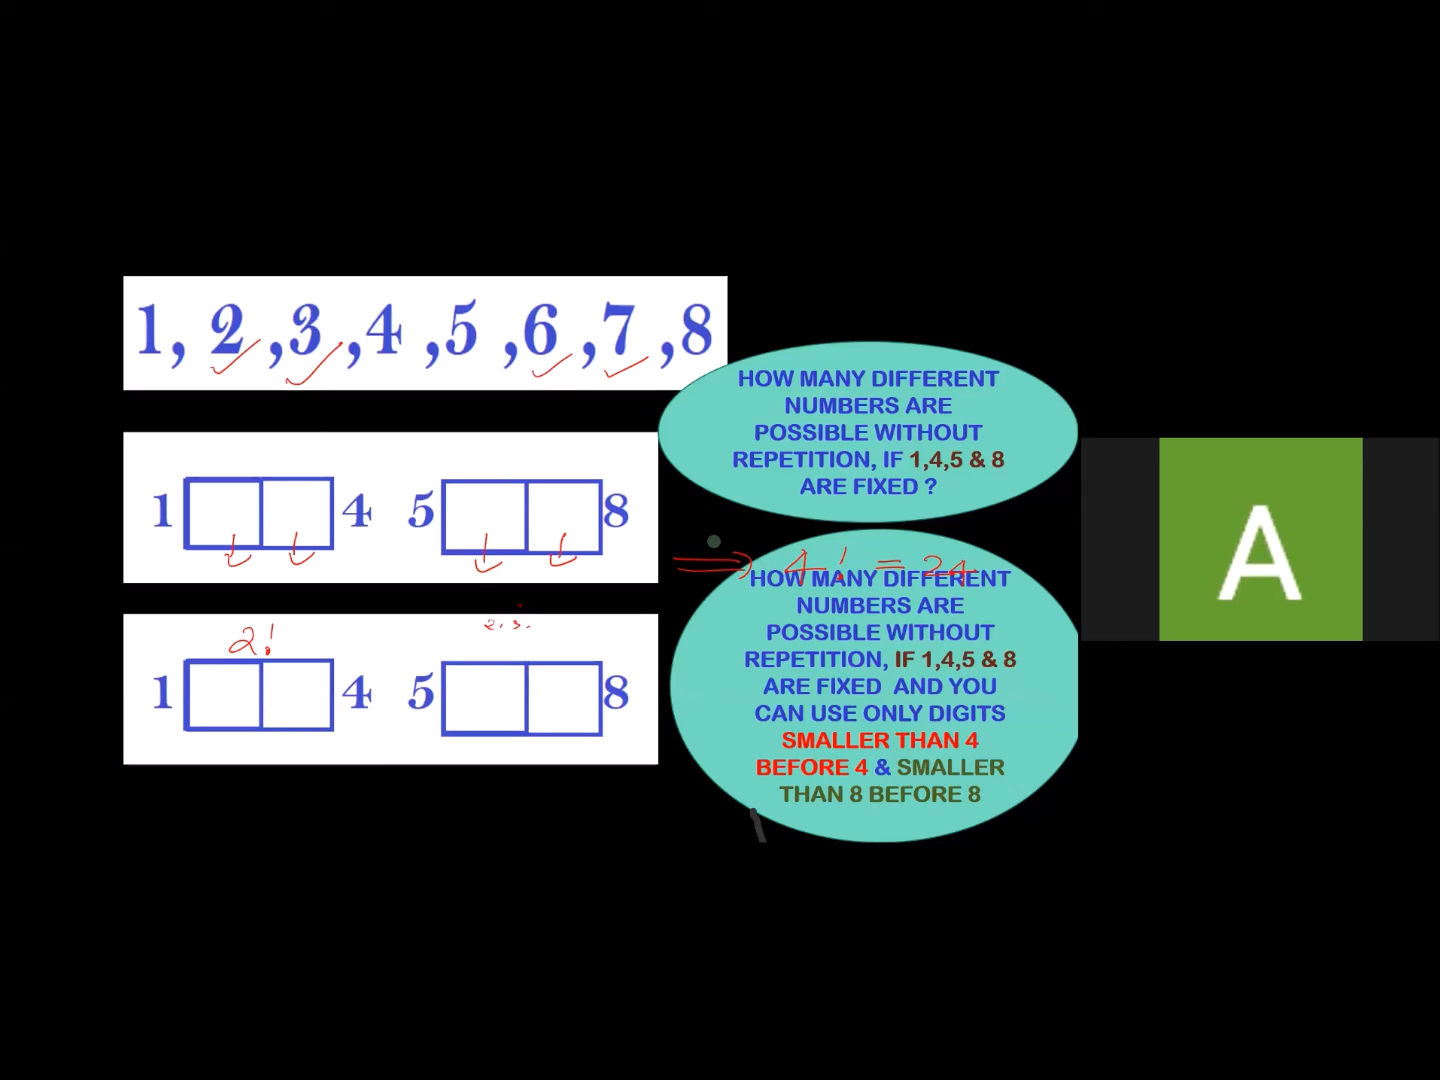 1, 2 ,3 ,4 ,5 ,6 ,7 ,8
HOW MANY DIFFERENT
NUMBERS ARE
POSSIBLE WITHOUT
REPETITION, IF 1,4,5 & 8
ARE FIXED ?
1 4 5 8
4! = 24
HOW MANY DIFFERENT
NUMBERS ARE
POSSIBLE WITHOUT
REPETITION, IF 1,4,5 & 8
ARE FIXED AND YOU
CAN USE ONLY DIGITS
SMALLER THAN 4
BEFORE 4 & SMALLER
THAN 8 BEFORE 8
2!
1 4 5 8
A